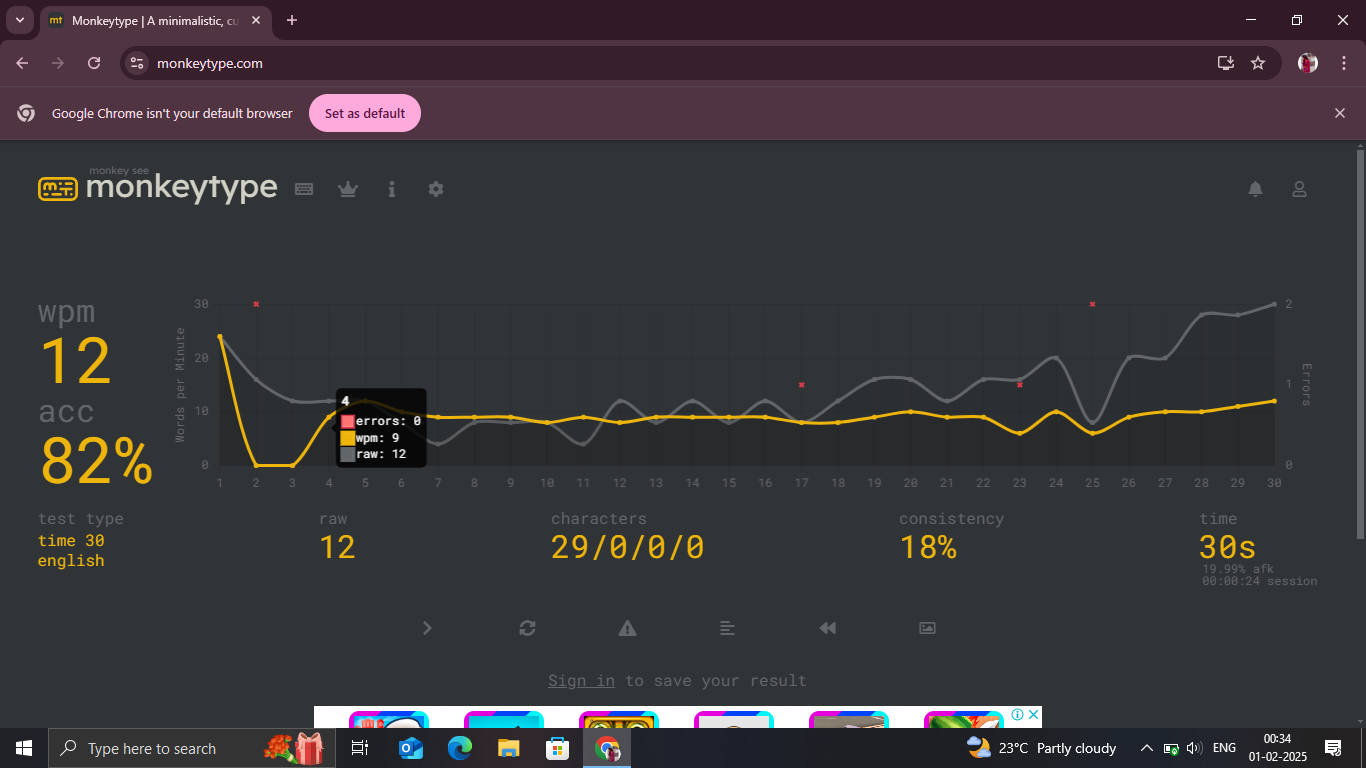 Monkeytype | A minimalistic, cu
monkeytype.com
Google Chrome isn't your default browser
Set as default
monkey see
monkeytype
wpm
12
acc
82%
Words per Minute
30
20
10
0
2
1
0
Errors
4
errors: 0
wpm: 9
raw: 12
1 2 3 4 5 6 7 8 9 10 11 12 13 14 15 16 17 18 19 20 21 22 23 24 25 26 27 28 29 30
test type
time 30
english
raw
12
characters
29/0/0/0
consistency
18%
time
30s
19.99% afk
00:00:24 session
Sign in to save your result
Type here to search
23°C Partly cloudy
ENG
00:34
01-02-2025